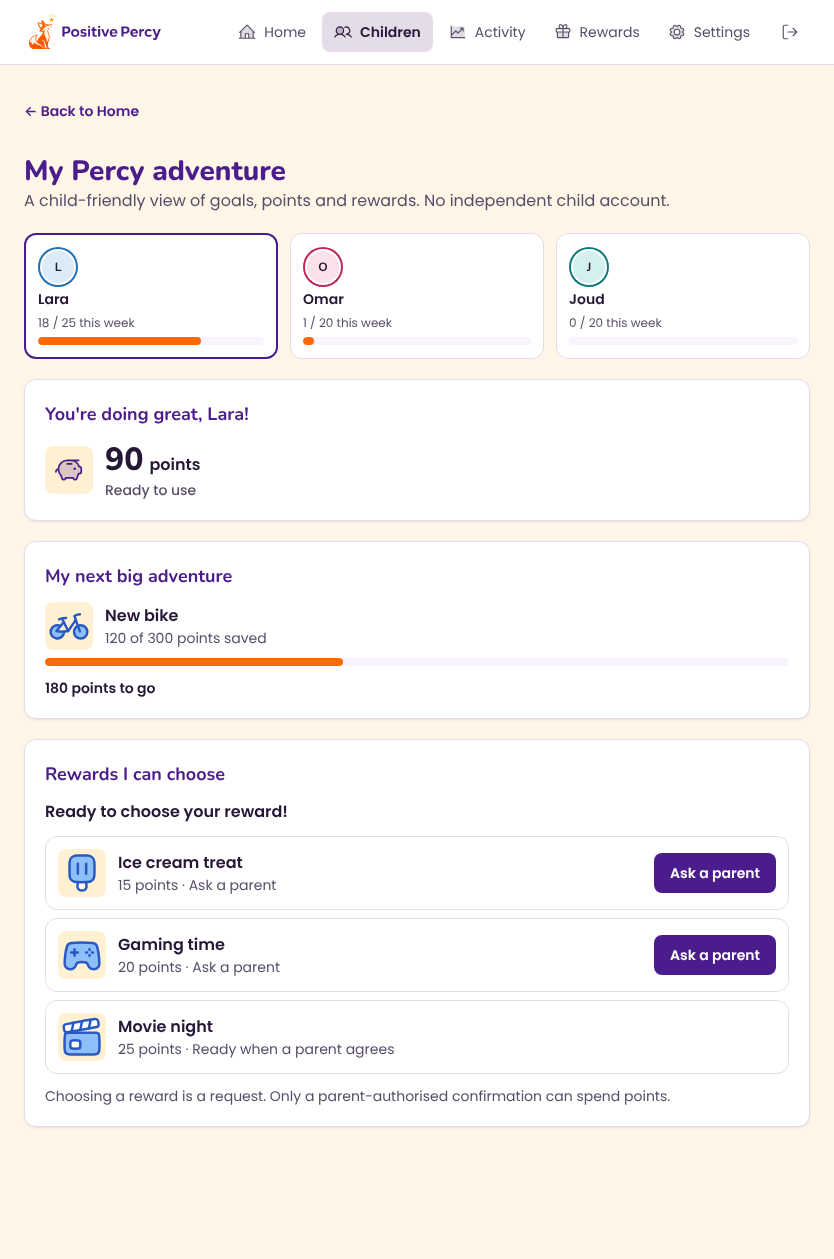 Positive Percy
Home
Children
Activity
Rewards
Settings
← Back to Home
My Percy adventure
A child-friendly view of goals, points and rewards. No independent child account.
L
Lara
18 / 25 this week
O
Omar
1 / 20 this week
J
Joud
0 / 20 this week
You're doing great, Lara!
90 points
Ready to use
My next big adventure
New bike
120 of 300 points saved
180 points to go
Rewards I can choose
Ready to choose your reward!
Ice cream treat
15 points · Ask a parent
Ask a parent
Gaming time
20 points · Ask a parent
Ask a parent
Movie night
25 points · Ready when a parent agrees
Choosing a reward is a request. Only a parent-authorised confirmation can spend points.